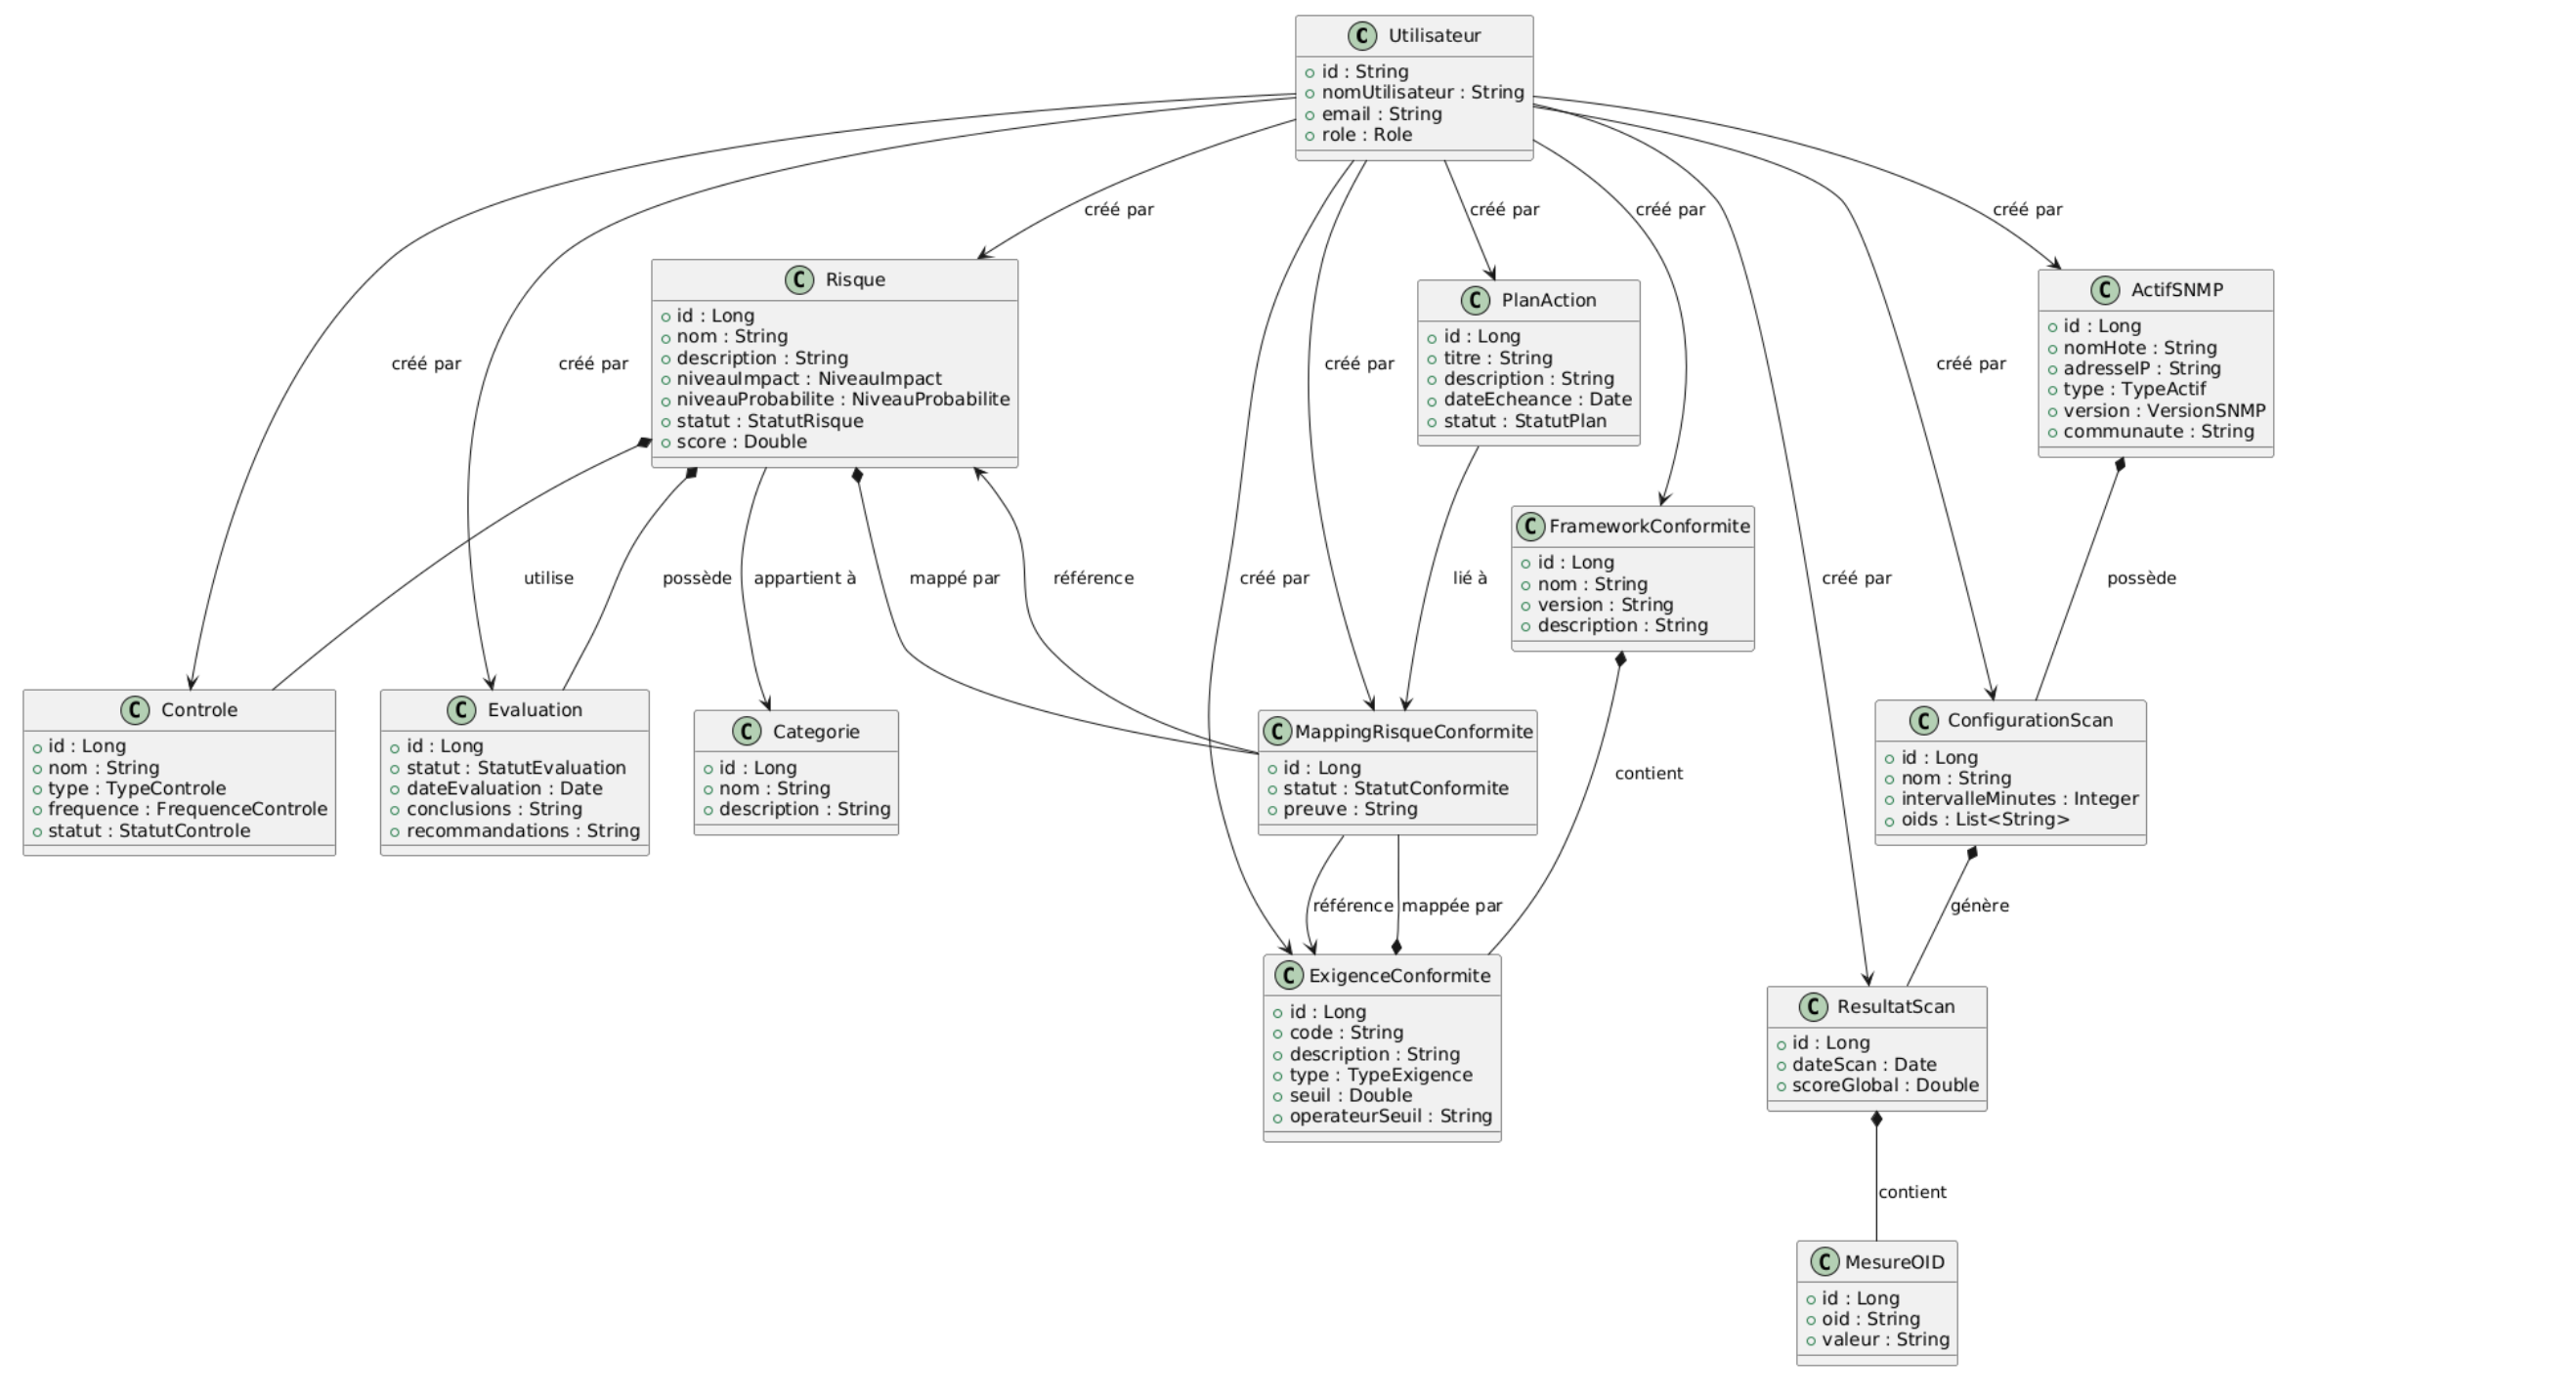 C Utilisateur
id : String
nomUtilisateur : String
email : String
role : Role
créé par
créé par
créé par
créé par
C Risque
id : Long
nom : String
description : String
niveauImpact : NiveauImpact
niveauProbabilite : NiveauProbabilite
statut : StatutRisque
score : Double
C PlanAction
id : Long
titre : String
description : String
dateEcheance : Date
statut : StatutPlan
C ActifSNMP
id : Long
nomHote : String
adresseIP : String
type : TypeActif
version : VersionSNMP
communaute : String
créé par
créé par
créé par
créé par
C FrameworkConformite
id : Long
nom : String
version : String
description : String
utilise
possède
appartient à
mappé par
référence
créé par
lié à
créé par
possède
C Controle
id : Long
nom : String
type : TypeControle
frequence : FrequenceControle
statut : StatutControle
C Evaluation
id : Long
statut : StatutEvaluation
dateEvaluation : Date
conclusions : String
recommandations : String
C Categorie
id : Long
nom : String
description : String
C MappingRisqueConformite
id : Long
statut : StatutConformite
preuve : String
contient
C ConfigurationScan
id : Long
nom : String
intervalleMinutes : Integer
oids : List<String>
référence
mappée par
génère
C ExigenceConformite
id : Long
code : String
description : String
type : TypeExigence
seuil : Double
operateurSeuil : String
C ResultatScan
id : Long
dateScan : Date
scoreGlobal : Double
contient
C MesureOID
id : Long
oid : String
valeur : String